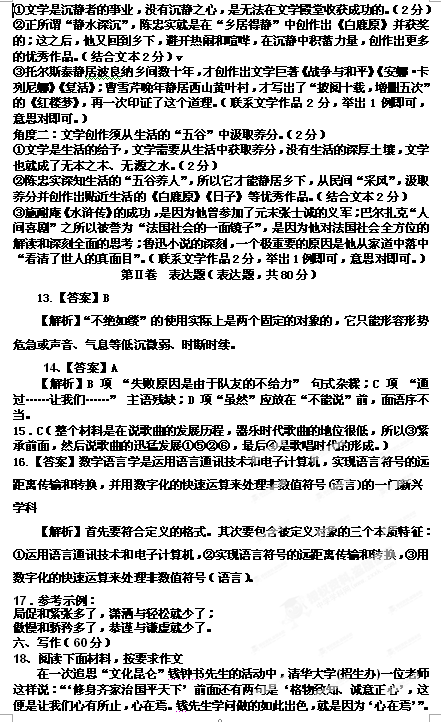 ①文学是沉静者的事业，没有沉静之心，是无法在文学殿堂收获成功的。（2分）
②正所谓“静水深沉”，陈忠实就是在“乡居得静”中创作出《白鹿原》并获奖
的；这之后，他又回到乡下，避开热闹和喧哗，在沉静中积蓄力量，创作出更多
的优秀作品。（结合文本2分）v
③托尔斯泰静居波良纳乡间数十年，才创作出文学巨著《战争与和平》《安娜·卡
列尼娜》《复活》；曹雪芹晚年静居西山黄叶村，才写出了“披阅十载，增删五次”
的《红楼梦》，再一次印证了这个道理。（联系文学作品2分，举出1例即可，
意思对即可。）
角度二：文学创作须从生活的“五谷”中汲取养分。（2分）
①文学是生活的给予，文学需要从生活中获取养分，没有生活的深厚土壤，文学
也就成了无本之木、无源之水。（2分）
②陈忠实深知生活的“五谷养人”，所以它才能静居乡下，从民间“采风”，汲取
养分并创作出贴近生活的《白鹿原》《日子》等优秀作品。（结合文本2分）
③施耐庵《水浒传》的成功，是因为他曾参加了元末张士诚的义军；巴尔扎克“人
间喜剧”之所以被誉为“法国社会的一面镜子”，是因为他对法国社会全方位的
解读和深刻全面的思考；鲁迅小说的深刻，一个极重要的原因是他从家道中落中
“看清了世人的真面目”。（联系文学作品2分，举出1例即可，意思对即可。）
第Ⅱ卷 表达题（表达题，共80分）
13.【答案】B
【解析】“不绝如缕”的使用实际上是两个固定的对象的，它只能形容形势
危急或声音、气息等低沉微弱、时断时续。
14、【答案】A
【解析】B 项 “失败原因是由于队友的不给力” 句式杂糅；C 项 “通
过……让我们……” 主语残缺；D 项“虽然”应放在“不能说”前，面语序不
当。
15．C（整个材料是在说歌曲的发展历程，器乐时代歌曲的地位很低，所以③紧
承前面，然后说歌曲的迅猛发展①⑤②⑥，最后④是歌唱时代的形成。）
16.【答案】数学语言学是运用语言通讯技术和电子计算机，实现语言符号的远
距离传输和转换，并用数字化的快速运算来处理非数值符号（语言）的一门新兴
学科
【解析】首先要符合定义的格式。其次要包含被定义对象的三个本质特征：
①运用语言通讯技术和电子计算机，②实现语言符号的远距离传输和转换，③用
数字化的快速运算来处理非数值符号（语言）。
17．参考示例：
局促和紧张多了，潇洒与轻松就少了；
傲慢和骄矜多了，恭谨与谦虚就少了。
六、写作（60分）
18、阅读下面材料，按要求作文
在一次追思“文化昆仑”钱钟书先生的活动中，清华大学（招生办）一位老师
这样说：“‘修身齐家治国平天下’前面还有两句是‘格物致知、诚意正心’，这
便是让我们心有所止，心在焉。钱先生学问做的如此出色，就是因为‘心在焉’”。